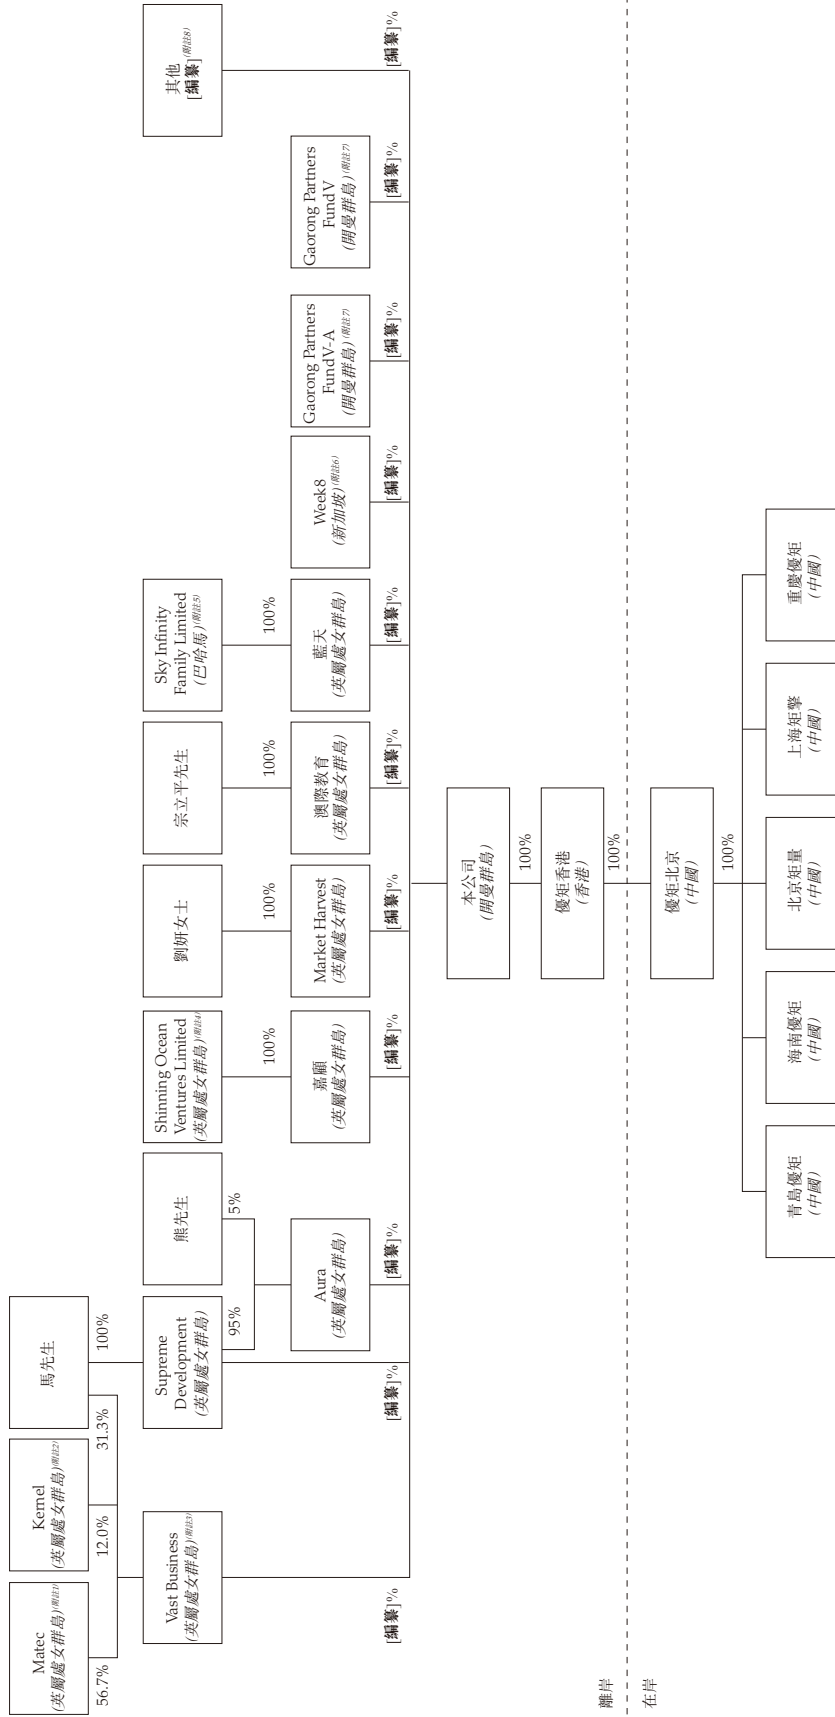 Matec
(英屬處女群島)(附註1)
Kernel
(英屬處女群島)(附註2)
馬先生
56.7%
12.0%
31.3%
100%
Vast Business
(英屬處女群島)(附註3)
Supreme
Development
(英屬處女群島)
熊先生
Shinning Ocean
Ventures Limited
(英屬處女群島)(附註4)
劉妍女士
宗立平先生
Sky Infinity
Family Limited
(巴哈馬)(附註5)
其他
[編纂](附註8)
95%
5%
100%
100%
100%
100%
Aura
(英屬處女群島)
嘉顧
(英屬處女群島)
Market Harvest
(英屬處女群島)
澳際教育
(英屬處女群島)
藍天
(英屬處女群島)
Week8
(新加坡)(附註6)
Gaorong Partners
FundV-A
(開曼群島)(附註7)
Gaorong Partners
FundV
(開曼群島)(附註7)
[編纂]%
[編纂]%
[編纂]%
[編纂]%
[編纂]%
[編纂]%
[編纂]%
[編纂]%
[編纂]%
[編纂]%
[編纂]%
本公司
(開曼群島)
100%
優矩香港
(香港)
100%
離岸
在岸
優矩北京
(中國)
100%
青島優矩
(中國)
海南優矩
(中國)
北京矩量
(中國)
上海矩擎
(中國)
重慶優矩
(中國)